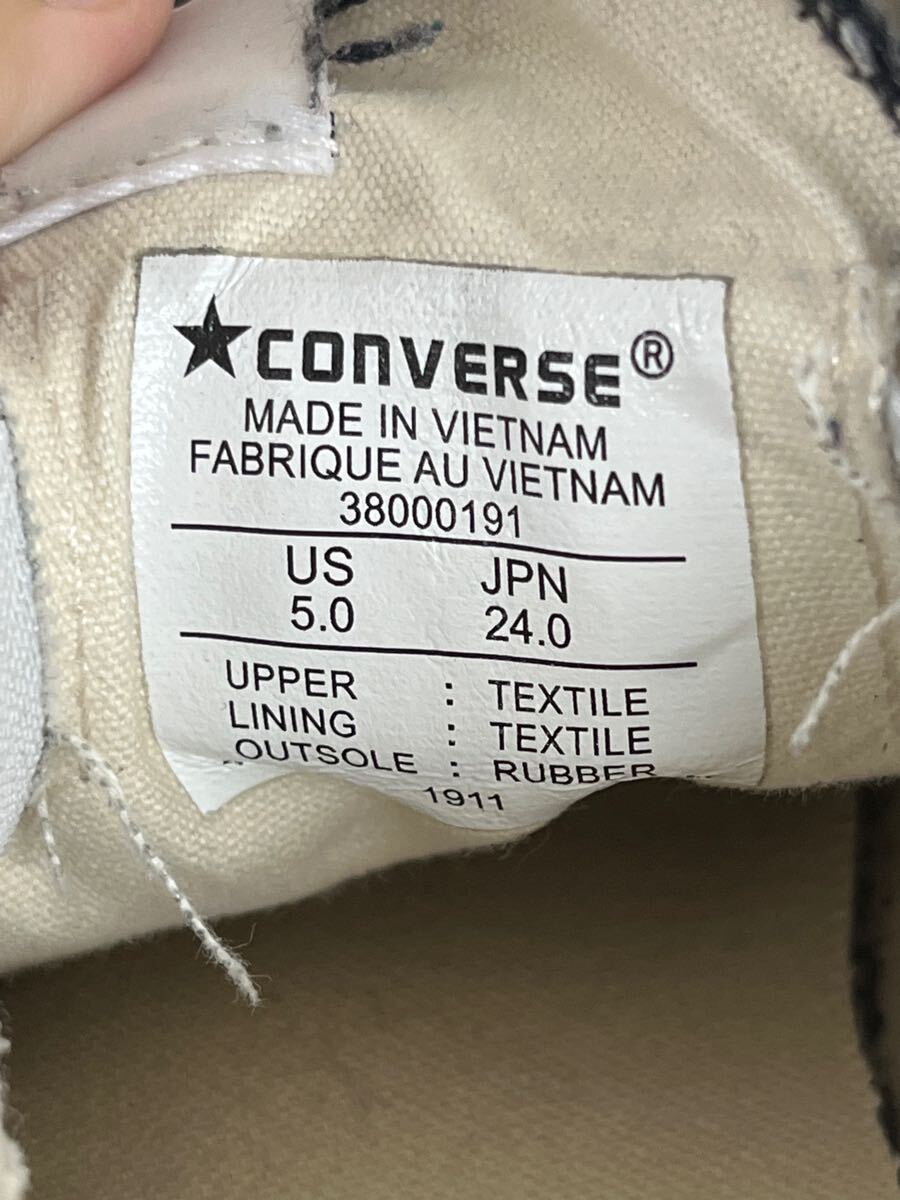 ★CONVERSE®
MADE IN VIETNAM
FABRIQUE AU VIETNAM
38000191
US JPN
5.0 24.0
UPPER : TEXTILE
LINING : TEXTILE
OUTSOLE : RUBBER
1911